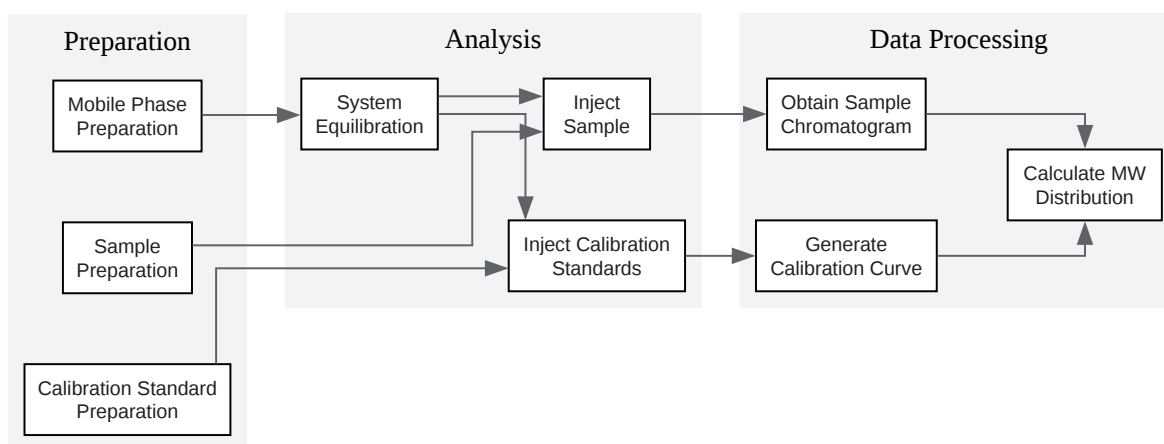 Preparation
Mobile Phase
Preparation
Sample
Preparation
Calibration Standard
Preparation
Analysis
System
Equilibration
Inject
Sample
Inject Calibration
Standards
Data Processing
Obtain Sample
Chromatogram
Generate
Calibration Curve
Calculate MW
Distribution